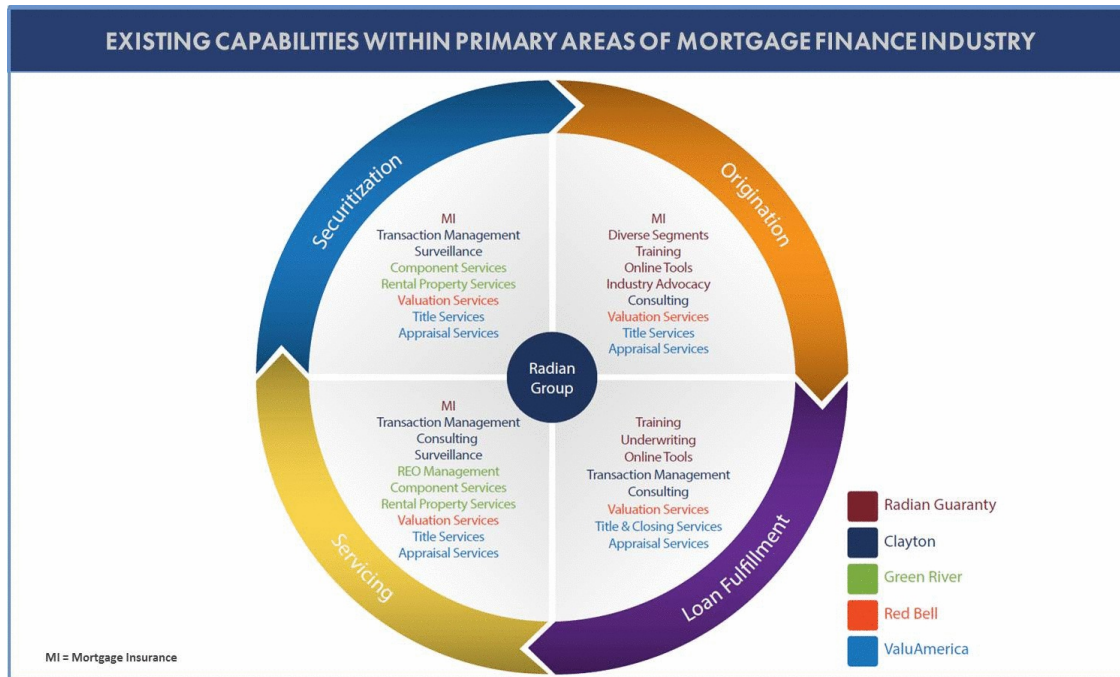 EXISTING CAPABILITIES WITHIN PRIMARY AREAS OF MORTGAGE FINANCE INDUSTRY
Securitization
MI
Transaction Management
Surveillance
Component Services
Rental Property Services
Valuation Services
Title Services
Appraisal Services
Origination
MI
Diverse Segments
Training
Online Tools
Industry Advocacy
Consulting
Valuation Services
Title Services
Appraisal Services
Radian
Group
Servicing
MI
Transaction Management
Consulting
Surveillance
REO Management
Component Services
Rental Property Services
Valuation Services
Title Services
Appraisal Services
Loan Fulfillment
Training
Underwriting
Online Tools
Transaction Management
Consulting
Valuation Services
Title & Closing Services
Appraisal Services
Radian Guaranty
Clayton
Green River
Red Bell
ValuAmerica
MI = Mortgage Insurance